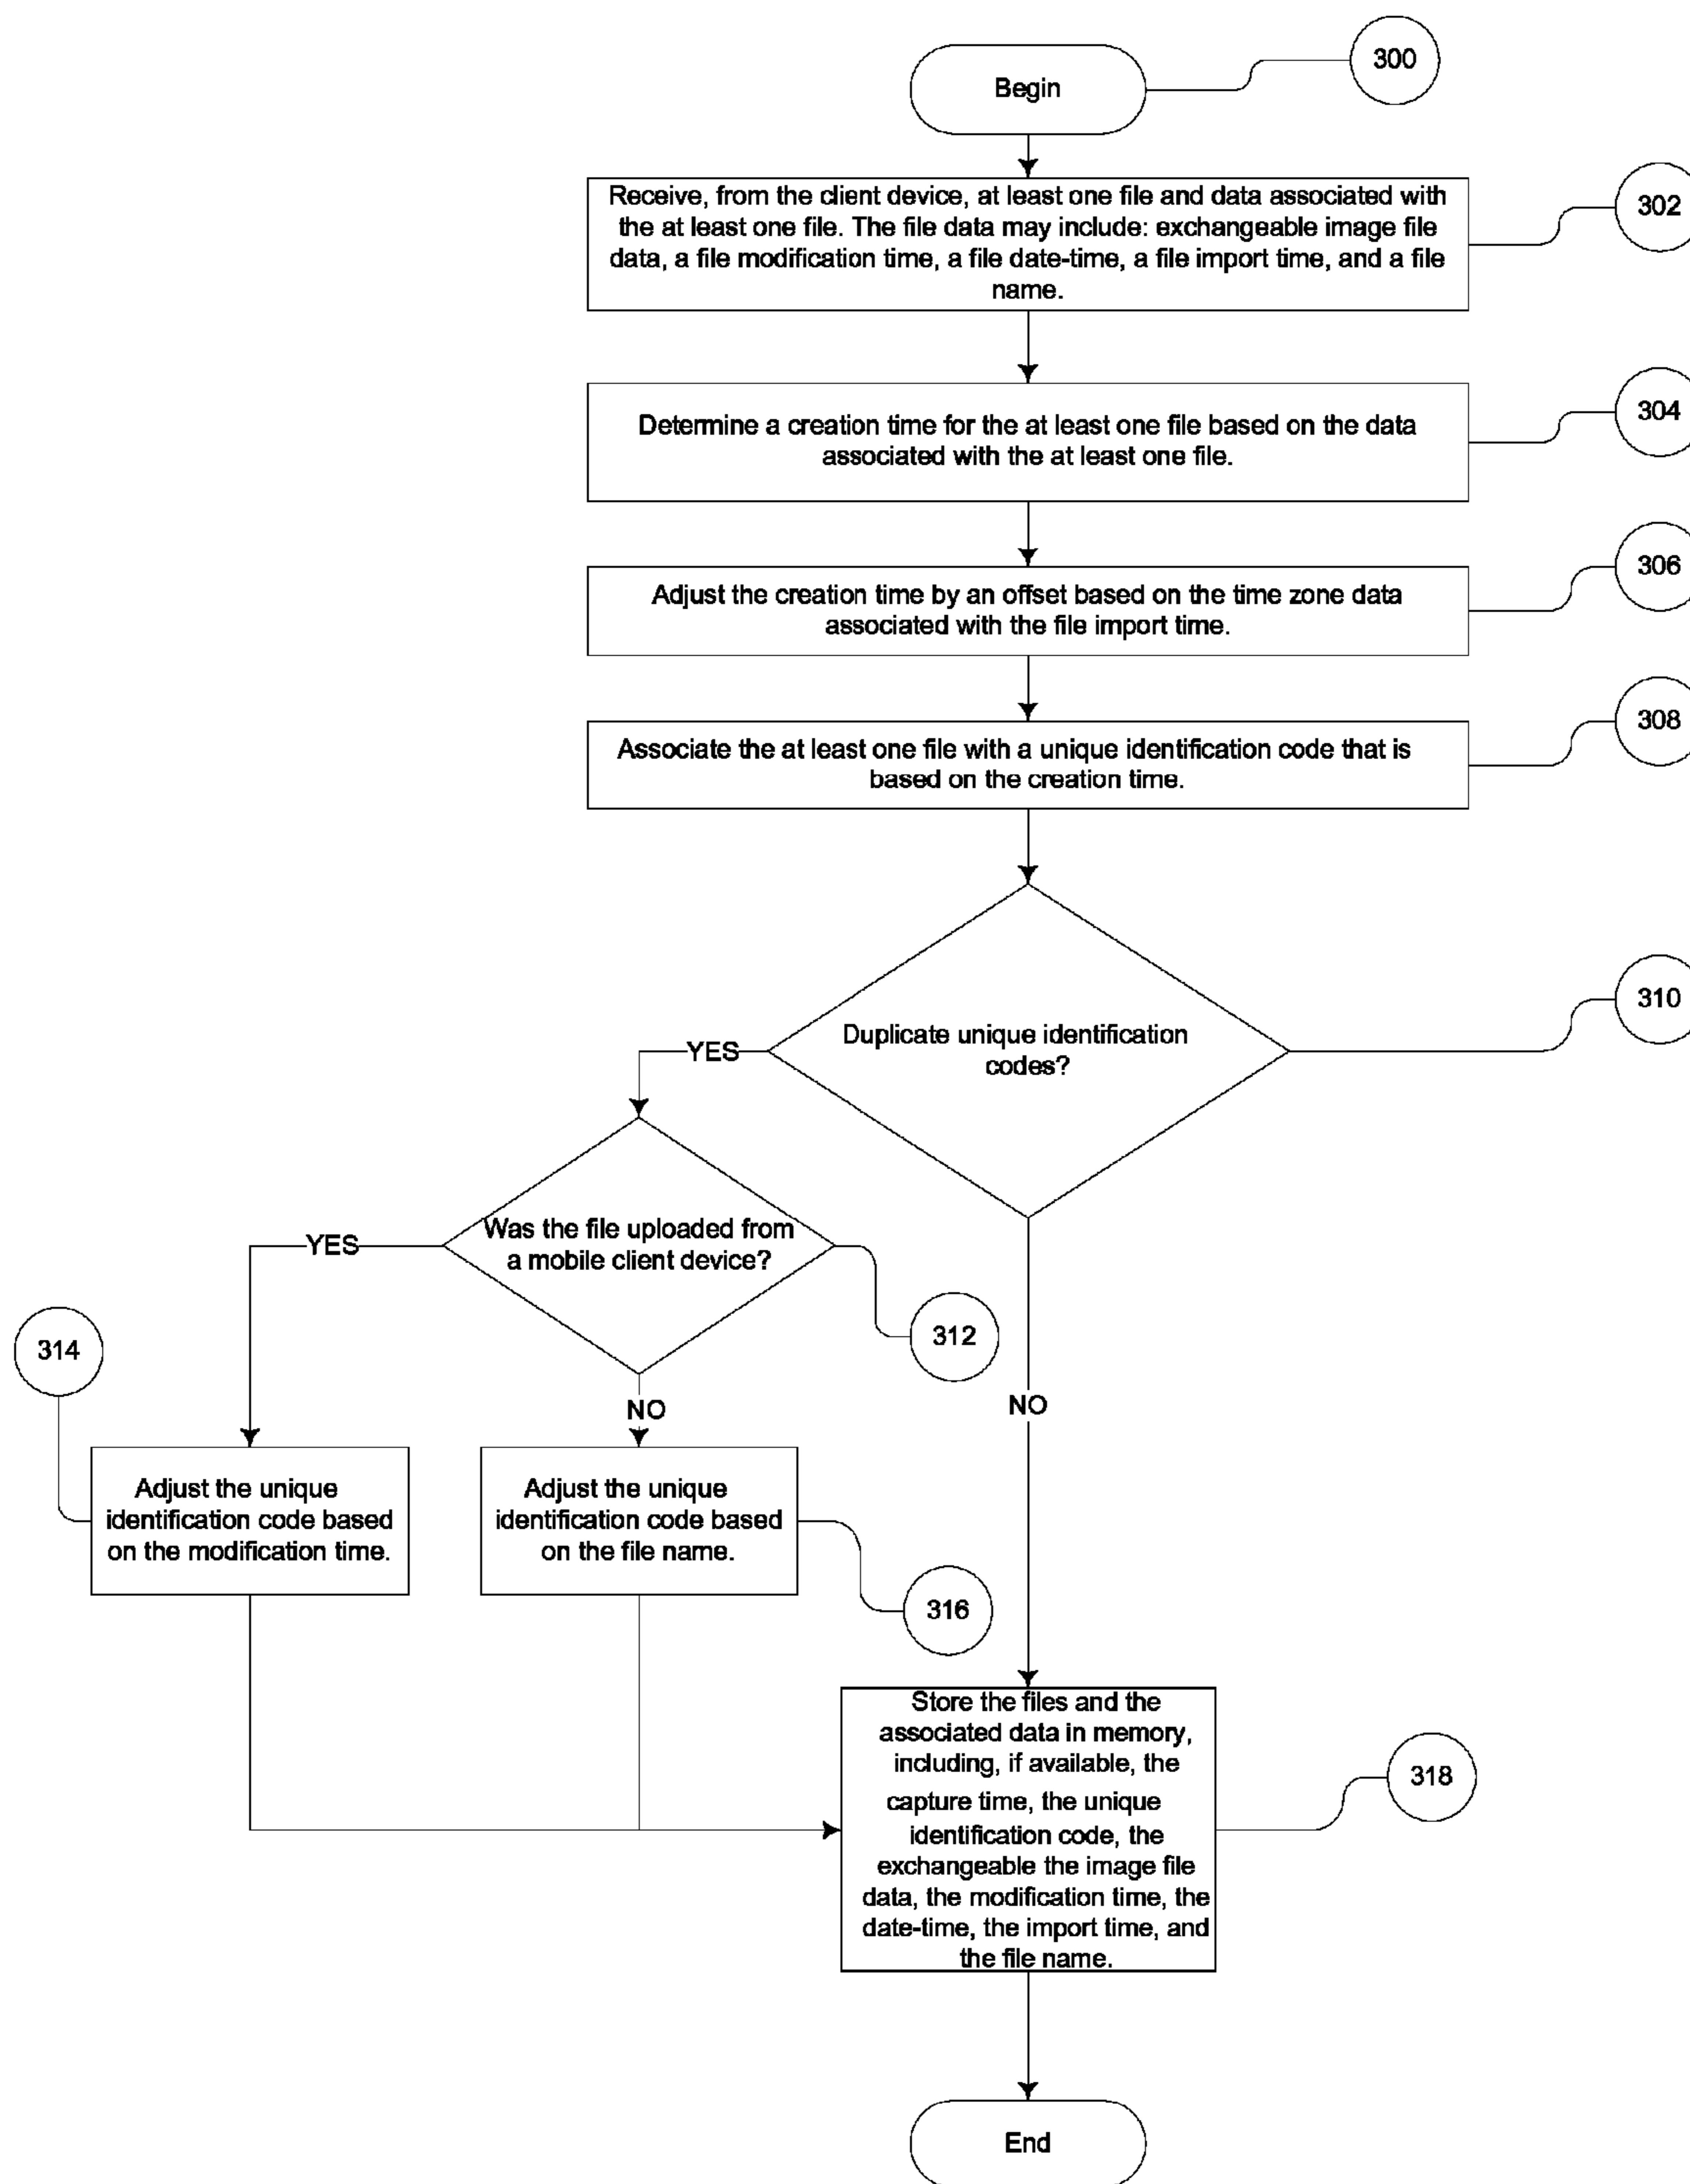 Begin
300
Receive, from the client device, at least one file and data associated with
the at least one file. The file data may include: exchangeable image file
data, a file modification time, a file date-time, a file import time, and a file
name.
302
Determine a creation time for the at least one file based on the data
associated with the at least one file.
304
Adjust the creation time by an offset based on the time zone data
associated with the file import time.
306
Associate the at least one file with a unique identification code that is
based on the creation time.
308
Duplicate unique identification
codes?
310
YES
Was the file uploaded from
a mobile client device?
YES
312
314
NO
NO
Adjust the unique
identification code based
on the modification time.
Adjust the unique
identification code based
on the file name.
316
Store the files and the
associated data in memory,
including, if available, the
capture time, the unique
identification code, the
exchangeable the image file
data, the modification time, the
date-time, the import time, and
the file name.
318
End